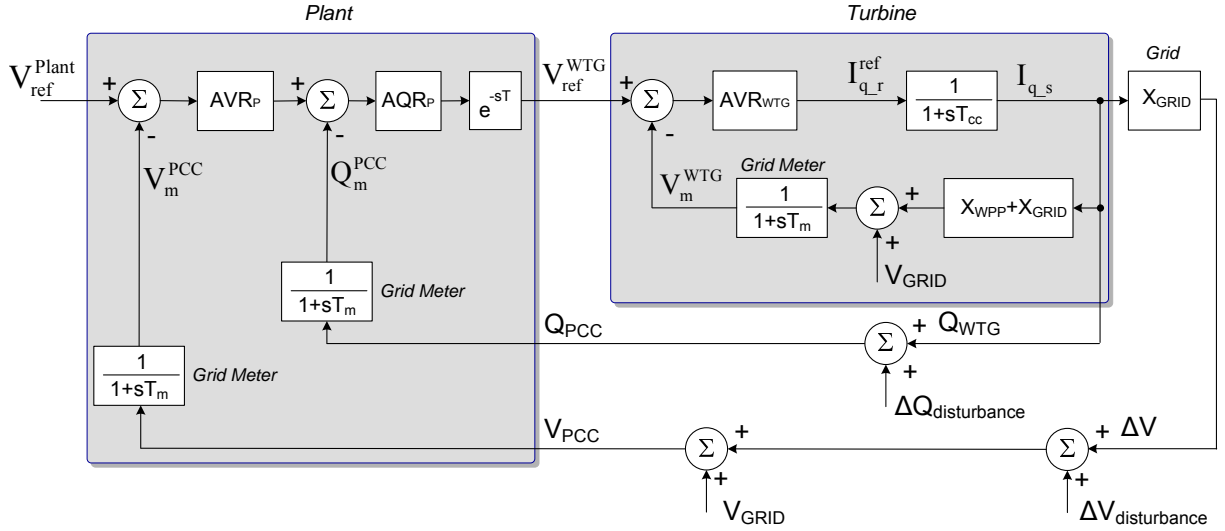 Plant
Turbine
Grid
V_ref^Plant
+
Σ
-
AVR_P
+
Σ
-
AQR_P
e^-sT
V_ref^WTG
+
Σ
-
AVR_WTG
I_q_r^ref
1
1+sT_cc
I_q_s
X_GRID
V_m^PCC
Q_m^PCC
V_m^WTG
Grid Meter
1
1+sT_m
Σ
+
+
X_WPP+X_GRID
V_GRID
1
1+sT_m
Grid Meter
Q_PCC
Σ
+
+
Q_WTG
ΔQ_disturbance
1
1+sT_m
Grid Meter
V_PCC
Σ
+
+
V_GRID
Σ
+
+
ΔV
ΔV_disturbance